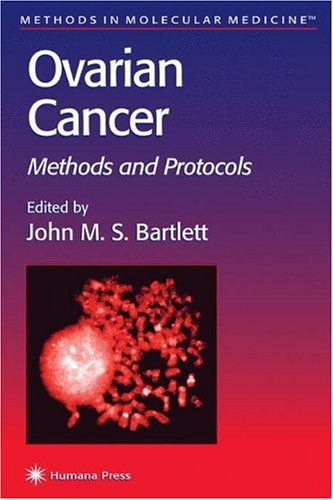 METHODS IN MOLECULAR MEDICINE™
Ovarian
Cancer
Methods and Protocols
Edited by
John M. S. Bartlett
Humana Press